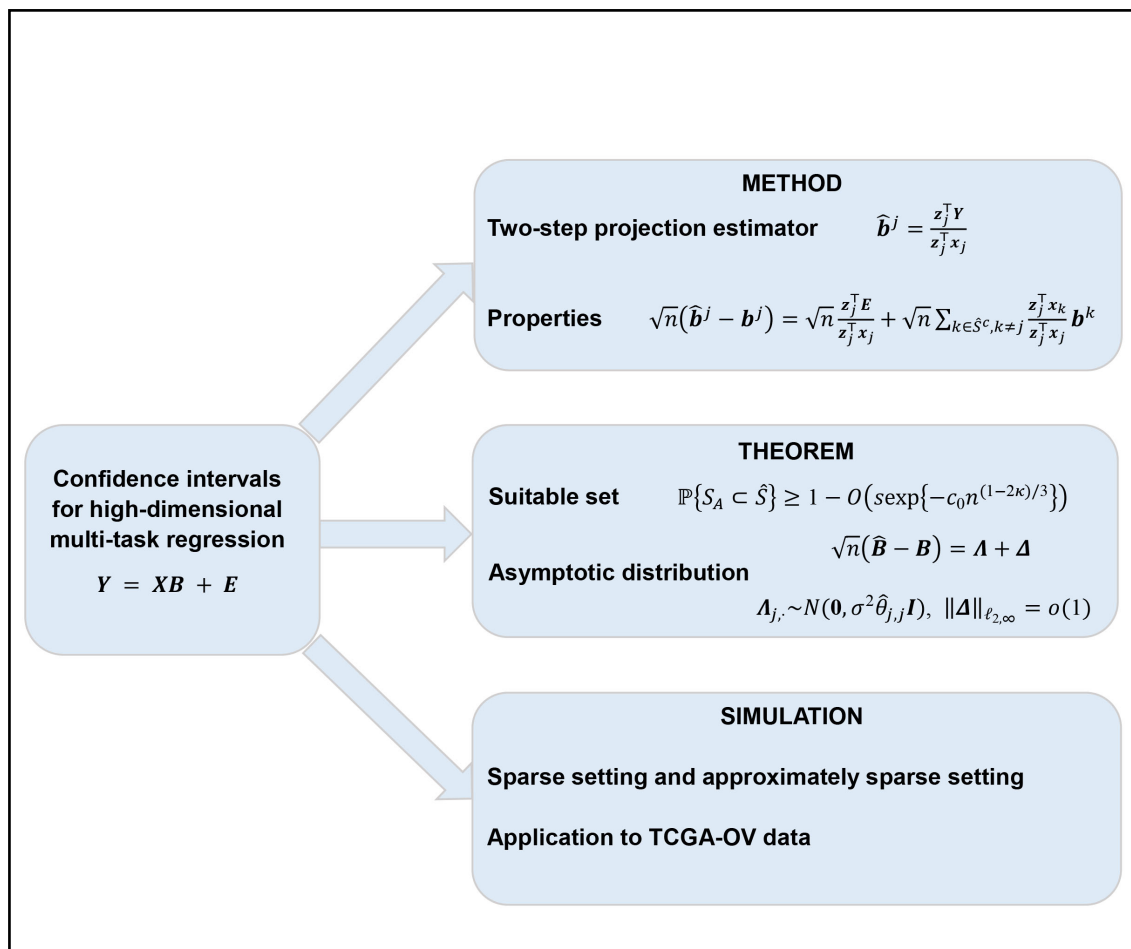 METHOD
Two-step projection estimator $\widehat{\boldsymbol{b}}^j = \frac{\boldsymbol{z}_j^\top \boldsymbol{Y}}{\boldsymbol{z}_j^\top \boldsymbol{x}_j}$
Properties $\sqrt{n}(\widehat{\boldsymbol{b}}^j - \boldsymbol{b}^j) = \sqrt{n}\frac{\boldsymbol{z}_j^\top \boldsymbol{E}}{\boldsymbol{z}_j^\top \boldsymbol{x}_j} + \sqrt{n}\sum_{k\in\hat{S}^c,k\neq j}\frac{\boldsymbol{z}_j^\top \boldsymbol{x}_k}{\boldsymbol{z}_j^\top \boldsymbol{x}_j}\boldsymbol{b}^k$
Confidence intervals
for high-dimensional
multi-task regression
$\boldsymbol{Y} = \boldsymbol{XB} + \boldsymbol{E}$
THEOREM
Suitable set $\mathbb{P}\{S_A \subset \hat{S}\} \geq 1 - O(s\exp\{-c_0 n^{(1-2\kappa)/3}\})$
$\sqrt{n}(\widehat{\boldsymbol{B}} - \boldsymbol{B}) = \boldsymbol{\Lambda} + \boldsymbol{\Delta}$
Asymptotic distribution
$\boldsymbol{\Lambda}_{j,\cdot} \sim N(\boldsymbol{0}, \sigma^2\hat{\theta}_{j,j}\boldsymbol{I}), \ \|\boldsymbol{\Delta}\|_{\ell_{2,\infty}} = o(1)$
SIMULATION
Sparse setting and approximately sparse setting
Application to TCGA-OV data